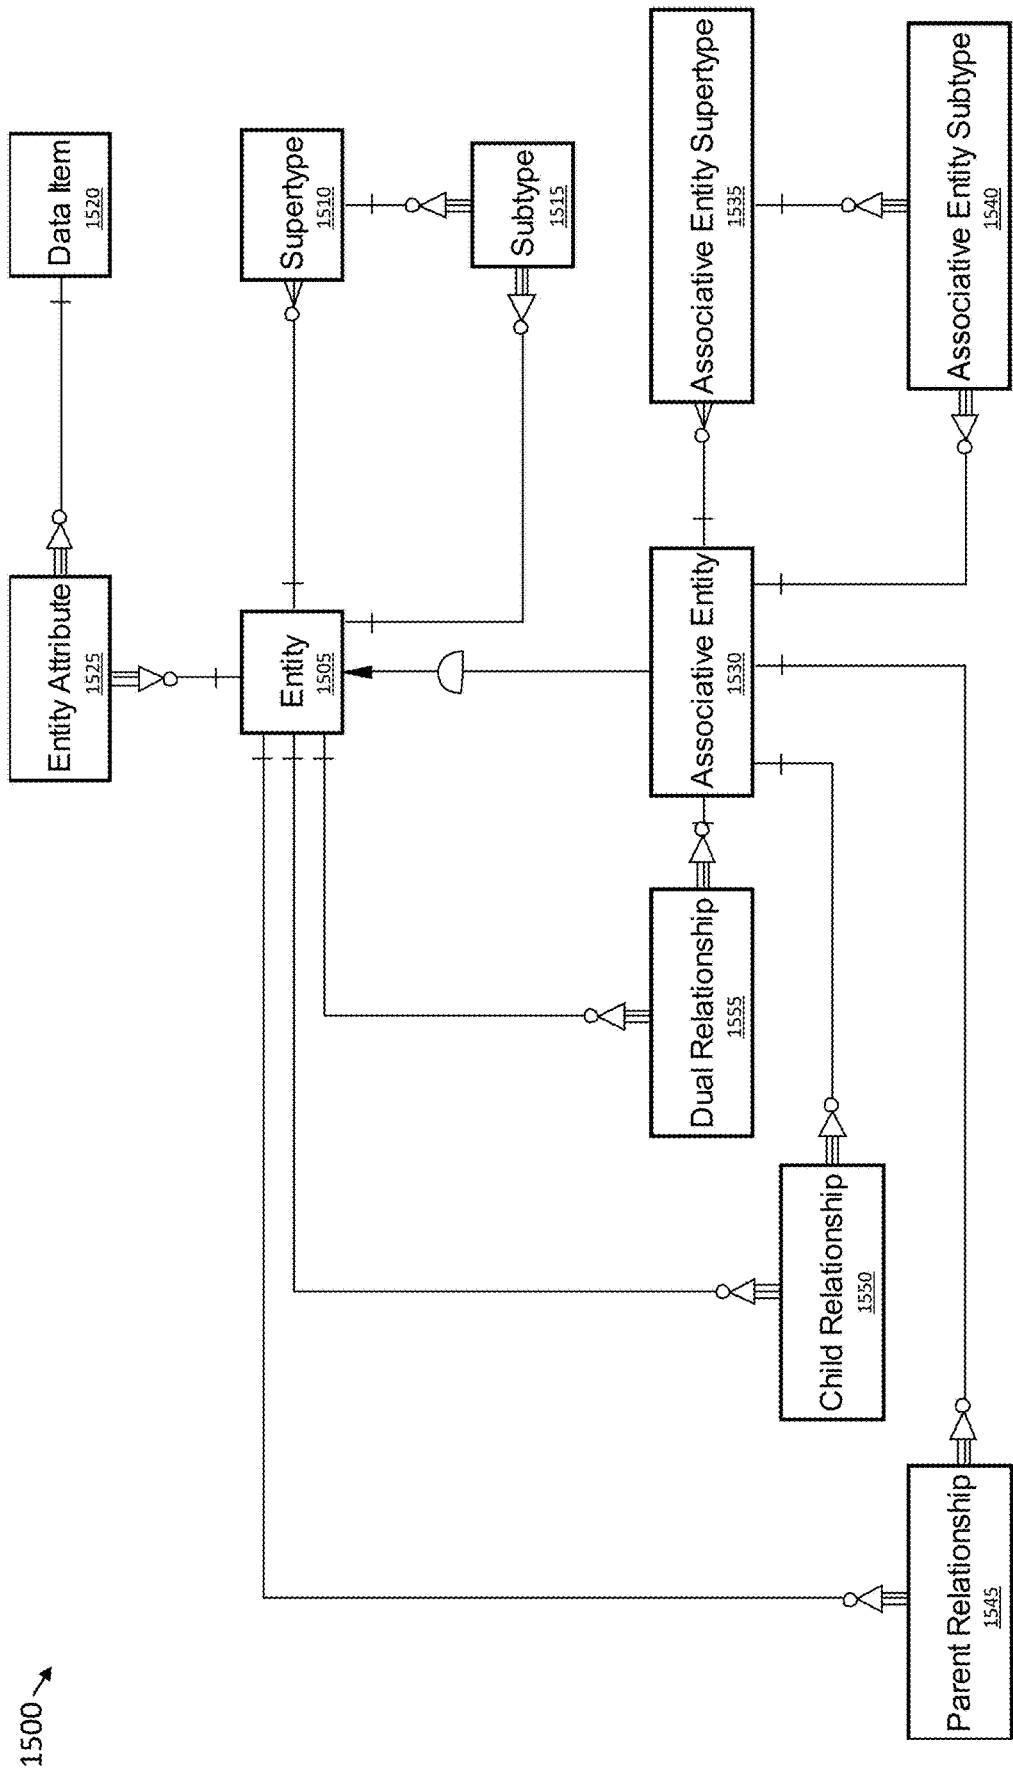 1500
Data Item
1520
Entity Attribute
1525
Supertype
1510
Entity
1505
Subtype
1515
Associative Entity Supertype
1535
Associative Entity
1530
Dual Relationship
1555
Child Relationship
1550
Associative Entity Subtype
1540
Parent Relationship
1545